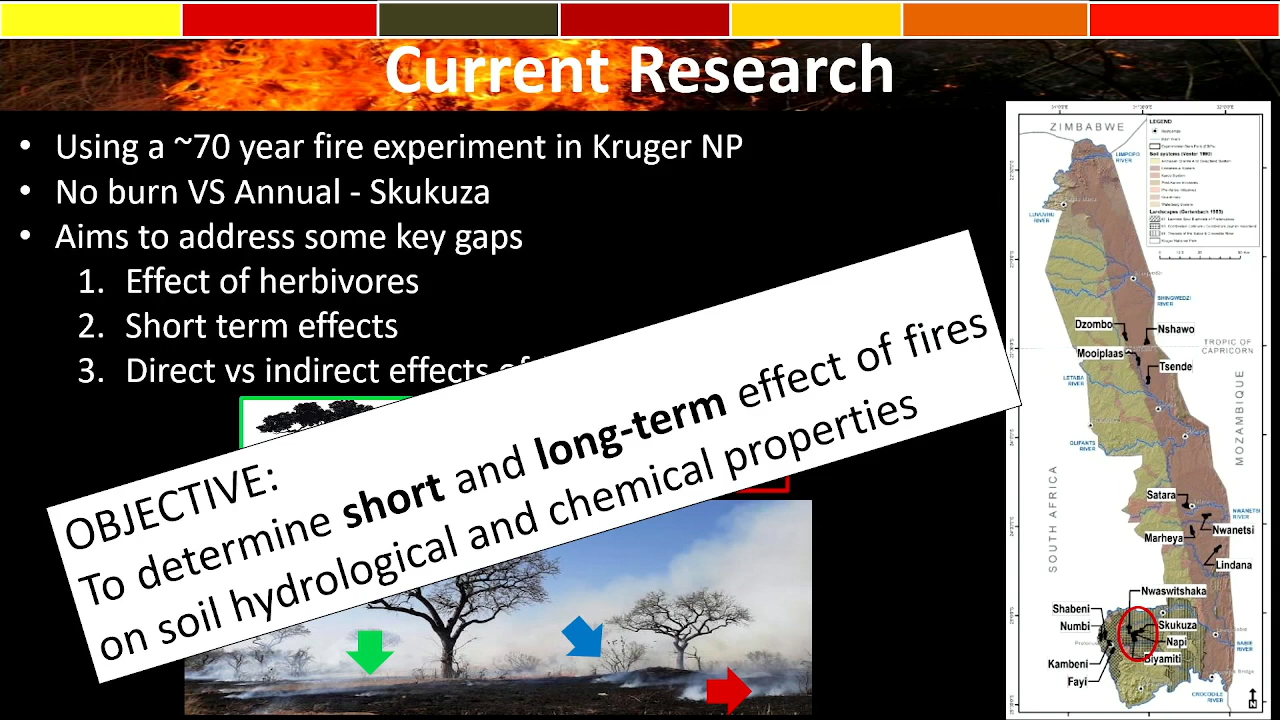 Current Research
• Using a ~70 year fire experiment in Kruger NP
• No burn VS Annual - Skuku
• Aims to address some key gaps
1. Effect of herbivores
2. Short term effects
3. Direct vs indirect effects
OBJECTIVE:
To determine short and long-term effect of fires
on soil hydrological and chemical properties
ZIMBABWE
LEGEND
LIMPOPO
RIVER
LUVUVHU
RIVER
SHINGWEDZI
RIVER
Dzombo
Nshawo
Mooiplaas
TROPIC OF
CAPRICORN
Tsende
LETABA
RIVER
MOZAMBIQUE
OLIFANTS
RIVER
SOUTH AFRICA
Satara
NWANETSI
RIVER
Nwanetsi
Marheya
Lindana
Nwaswitshaka
Shabeni
Numbi
Skukuza
Napi
SABIE
RIVER
Biyamiti
Kambeni
Fayi
CROCODILE
RIVER
N